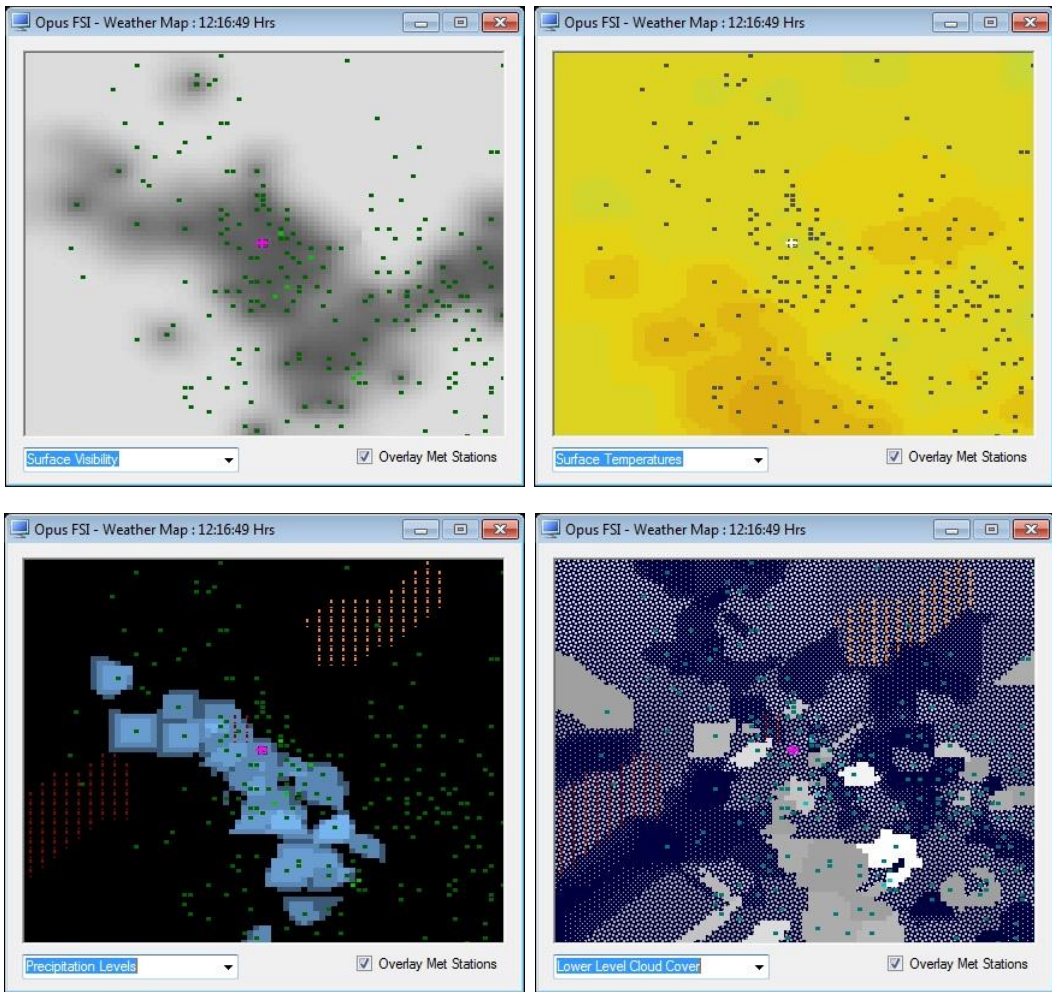 Opus FSI - Weather Map : 12:16:49 Hrs
Surface Visibility
Overlay Met Stations
Opus FSI - Weather Map : 12:16:49 Hrs
Surface Temperatures
Overlay Met Stations
Opus FSI - Weather Map : 12:16:49 Hrs
Precipitation Levels
Overlay Met Stations
Opus FSI - Weather Map : 12:16:49 Hrs
Lower Level Cloud Cover
Overlay Met Stations